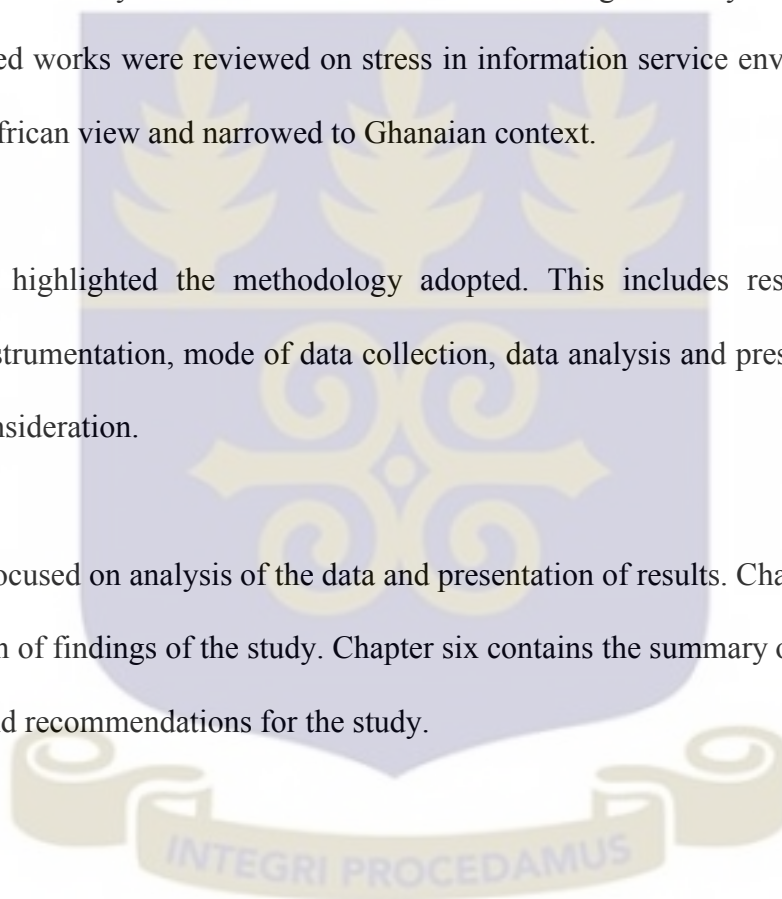 ed works were reviewed on stress in information service env
frican view and narrowed to Ghanaian context.
highlighted the methodology adopted. This includes res
strumentation, mode of data collection, data analysis and pres
nsideration.
ocused on analysis of the data and presentation of results. Cha
n of findings of the study. Chapter six contains the summary o
d recommendations for the study.
INTEGRI PROCEDAMUS